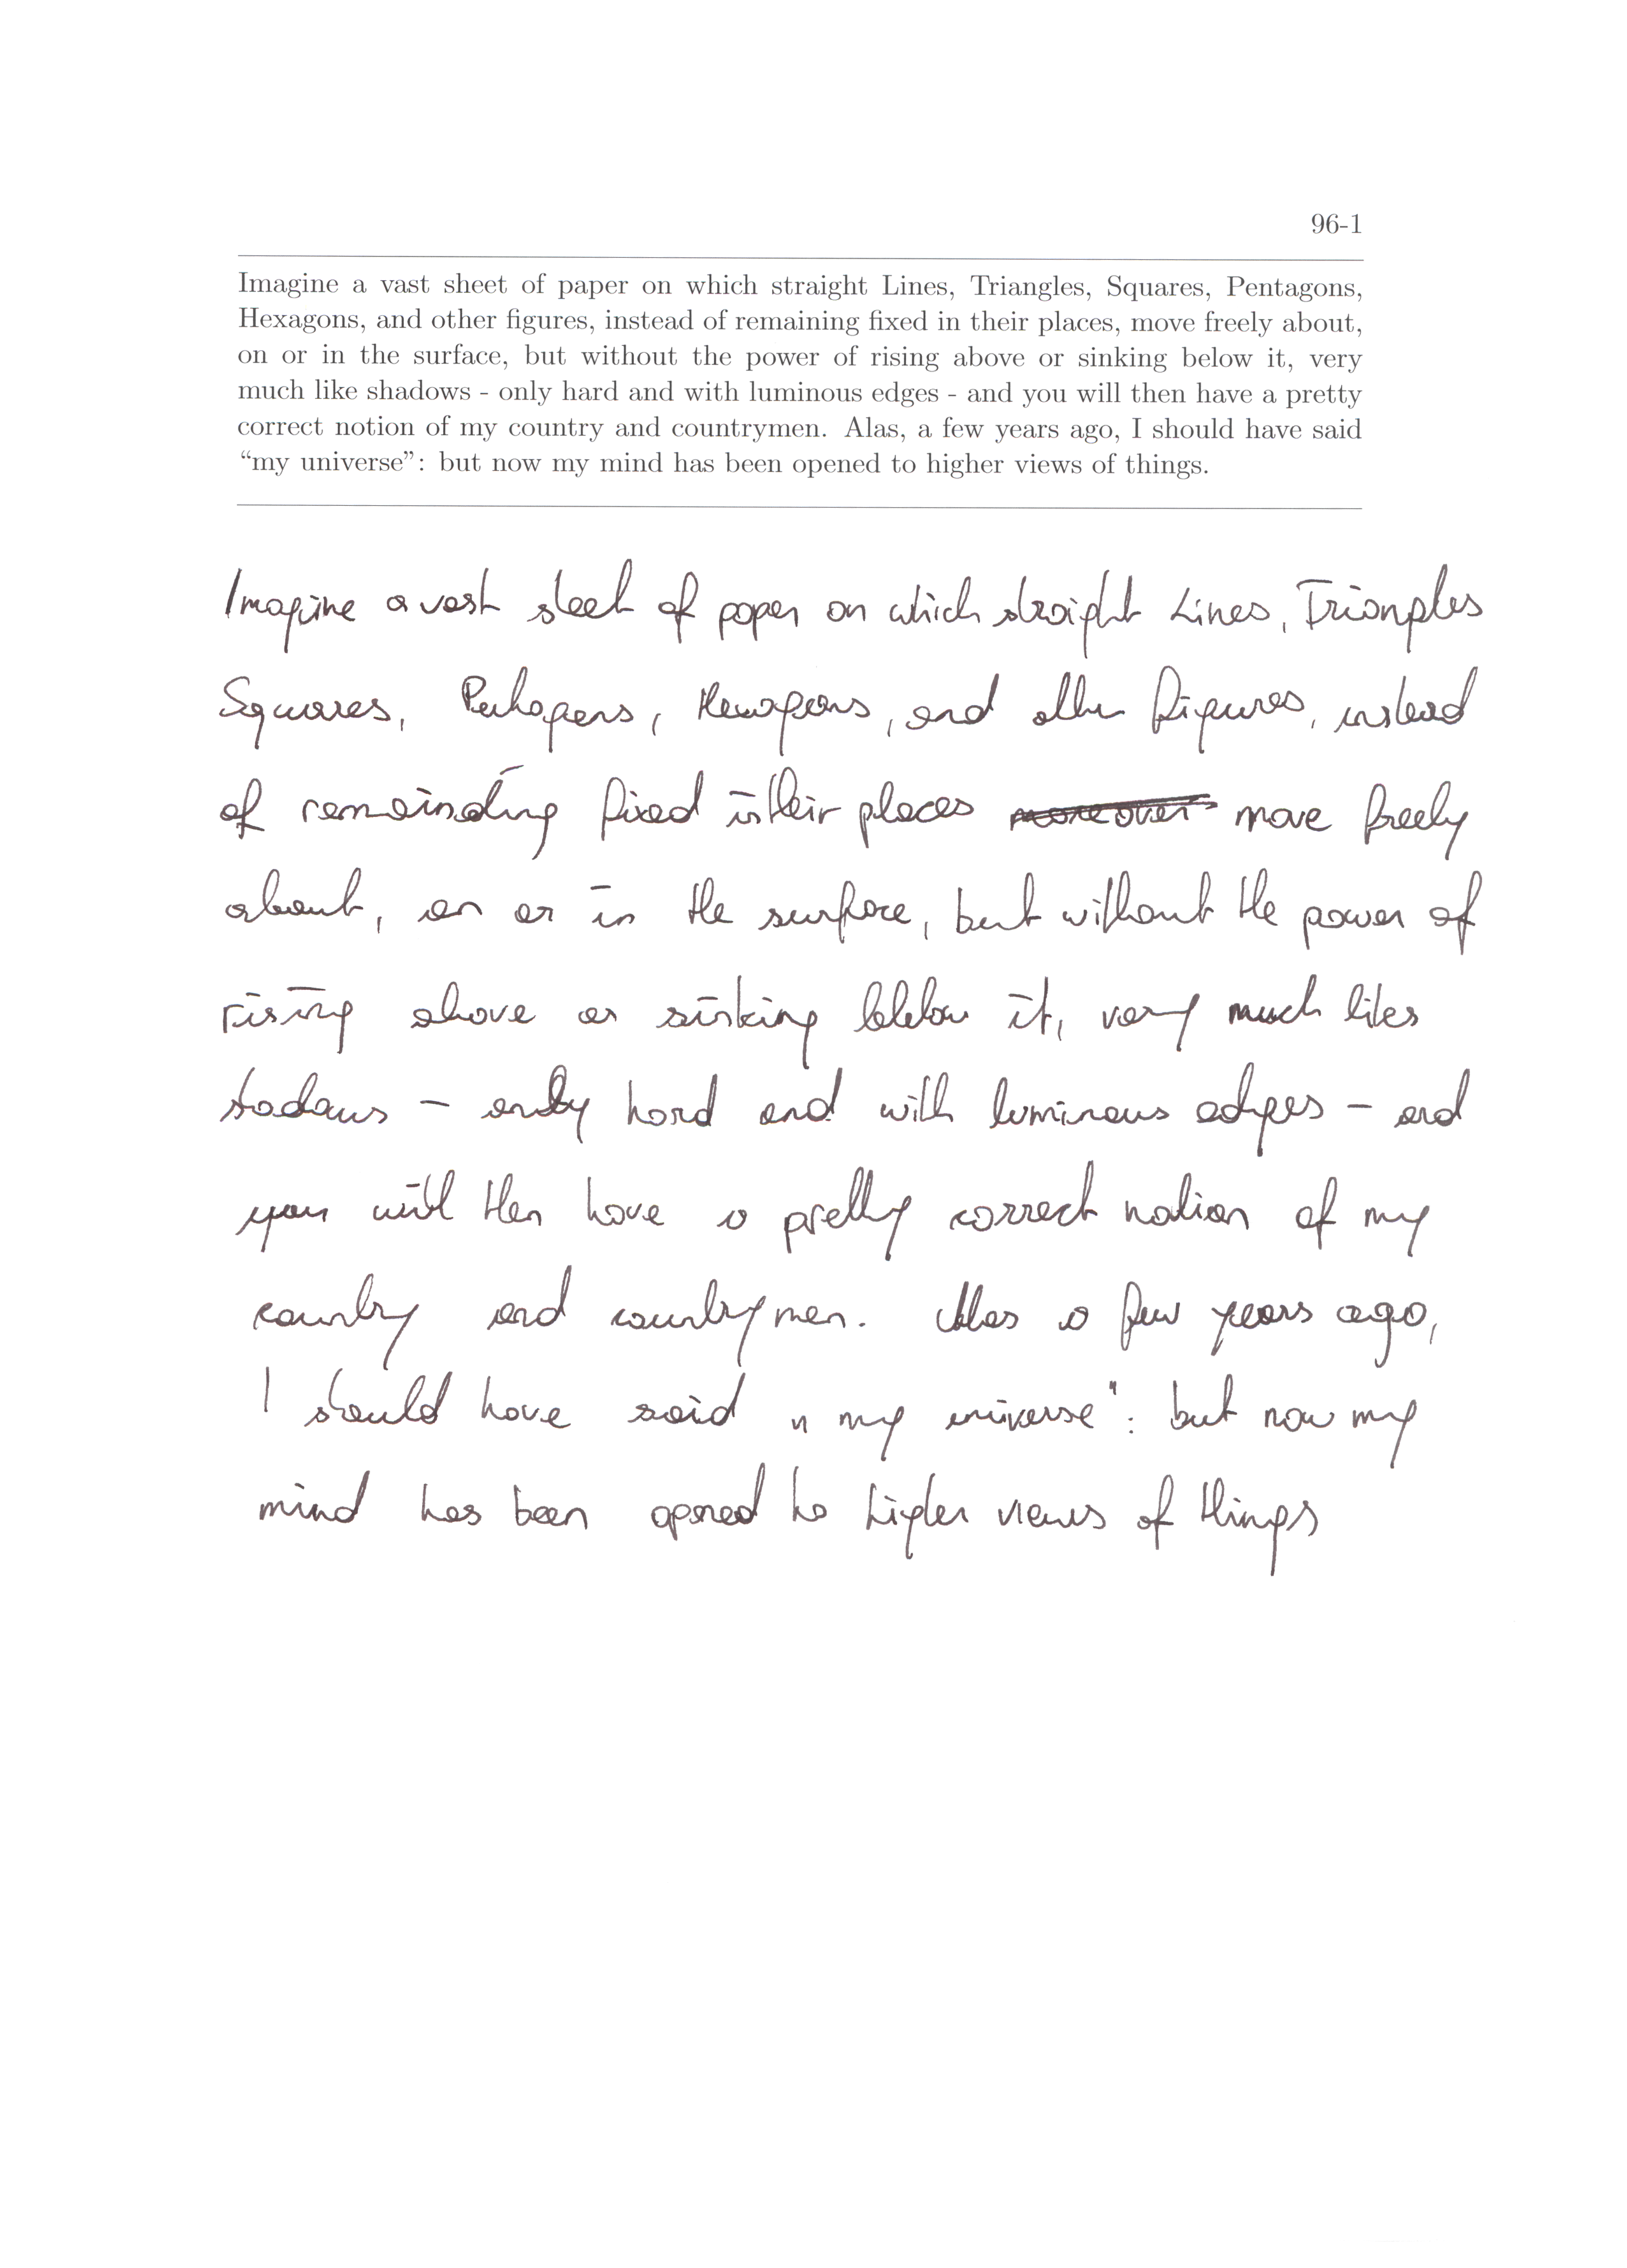 96-1
Imagine a vast sheet of paper on which straight Lines, Triangles, Squares, Pentagons,
Hexagons, and other figures, instead of remaining fixed in their places, move freely about,
on or in the surface, but without the power of rising above or sinking below it, very
much like shadows - only hard and with luminous edges - and you will then have a pretty
correct notion of my country and countrymen. Alas, a few years ago, I should have said
“my universe”: but now my mind has been opened to higher views of things.
Imagine a vast sheet of paper on which straight Lines, Triangles
Squares, Pentagons, Hexagons, and other figures, instead
of remaining fixed in their places move freely
about, on or in the surface, but without the power of
rising above or sinking below it, very much likes
shadows - only hard and with luminous edges - and
you will then have a pretty correct notion of my
country and countrymen. Alas a few years ago,
I should have said "my universe": but now my
mind has been opened to higher views of things